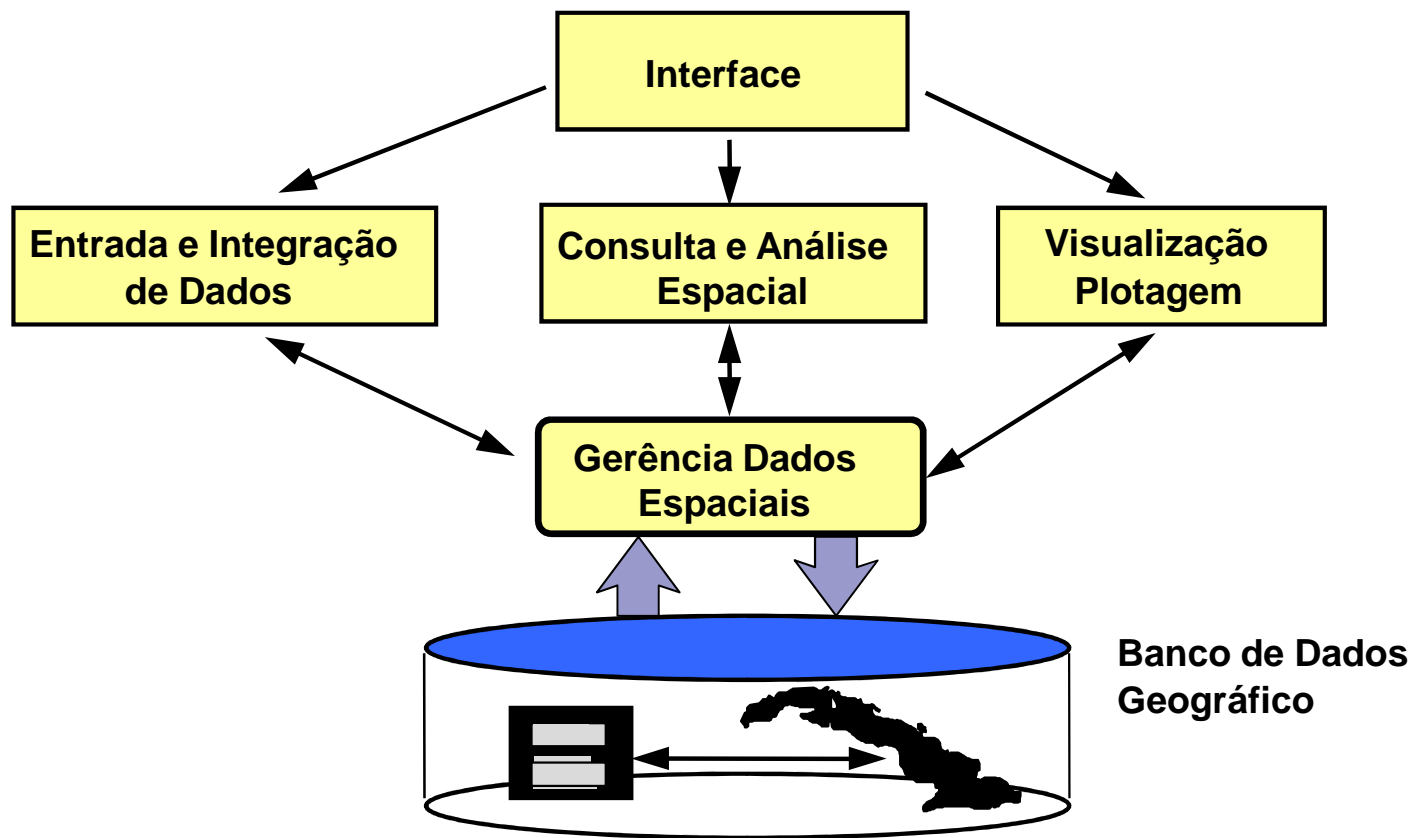 Interface
Entrada e Integração
de Dados
Consulta e Análise
Espacial
Visualização
Plotagem
Gerência Dados
Espaciais
Banco de Dados
Geográfico